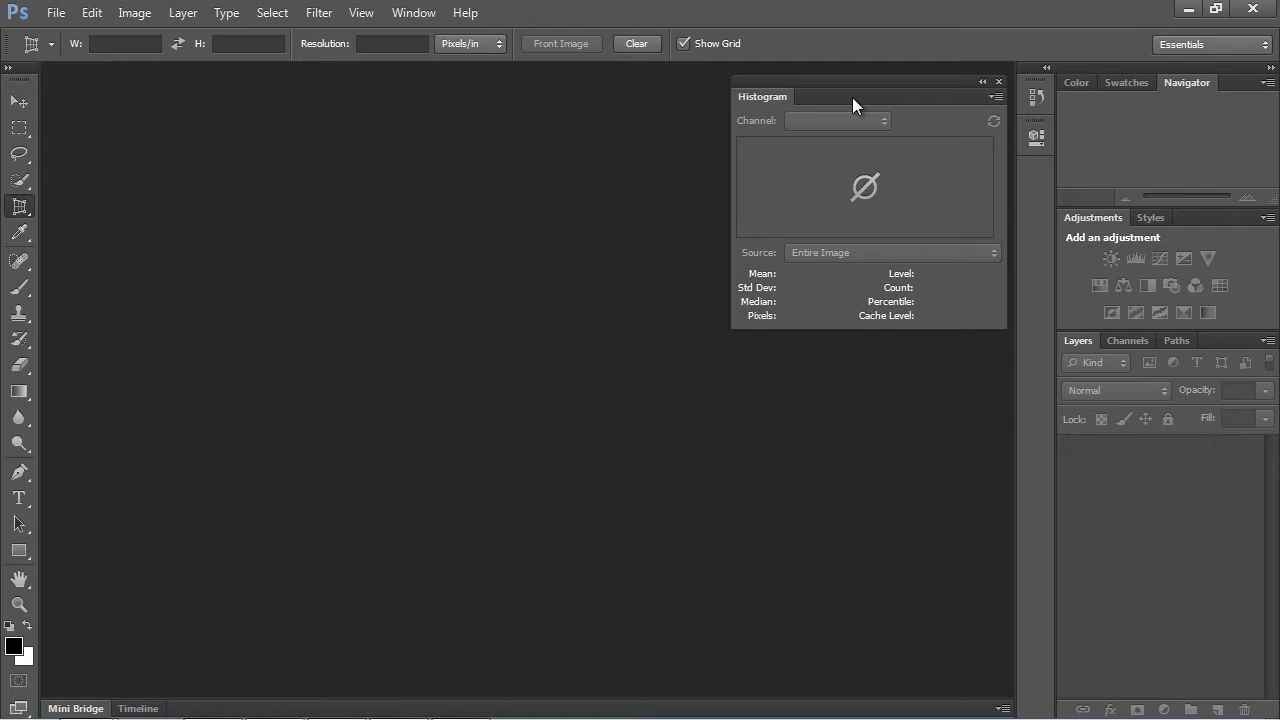 Ps File Edit Image Layer Type Select Filter View Window Help
W: H: Resolution: Pixels/in Front Image Clear Show Grid Essentials
Histogram
Channel:
Source: Entire Image
Mean: Level:
Std Dev: Count:
Median: Percentile:
Pixels: Cache Level:
Color Swatches Navigator
Adjustments Styles
Add an adjustment
Layers Channels Paths
Kind
Normal Opacity:
Lock: Fill:
Mini Bridge Timeline